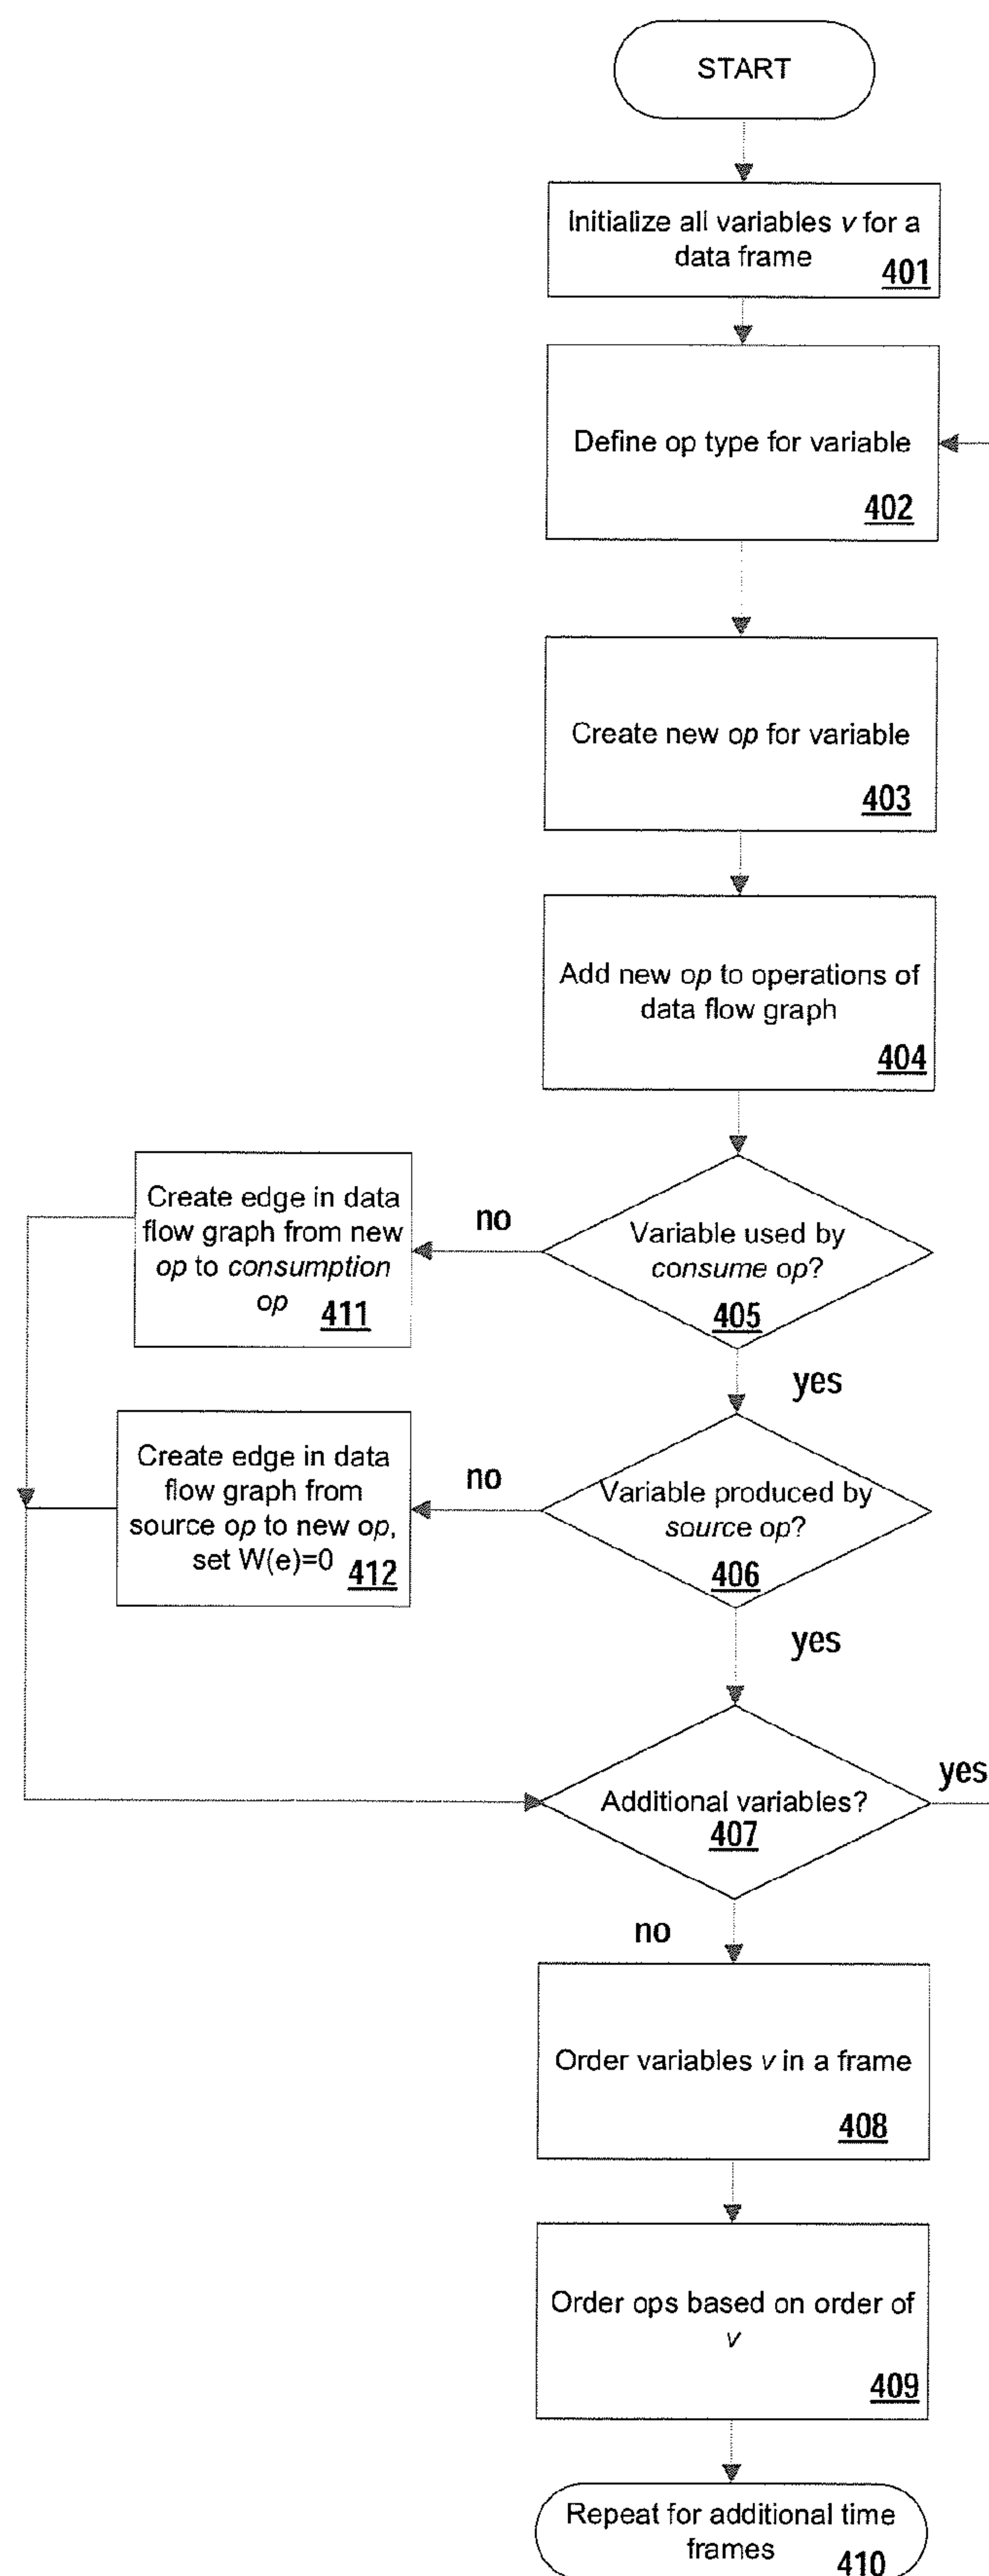 START
Initialize all variables v for a
data frame
401
Define op type for variable
402
Create new op for variable
403
Add new op to operations of
data flow graph
404
Create edge in data
flow graph from new
op to consumption
op
411
no
Variable used by
consume op?
405
yes
Create edge in data
flow graph from
source op to new op,
set W(e)=0
412
no
Variable produced by
source op?
406
yes
Additional variables?
407
yes
no
Order variables v in a frame
408
Order ops based on order of
v
409
Repeat for additional time
frames
410